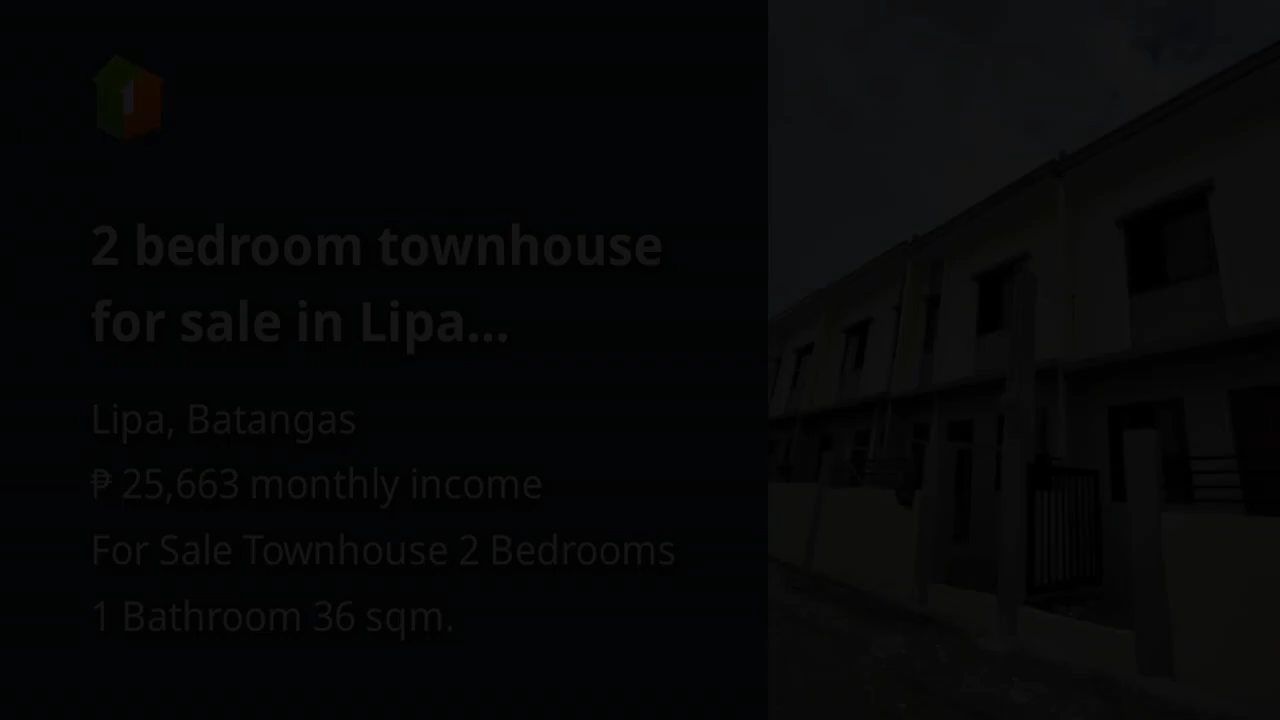 2 bedroom townhouse
for sale in Lipa...
Lipa, Batangas
₱ 25,663 monthly income
For Sale Townhouse 2 Bedrooms
1 Bathroom 36 sqm.